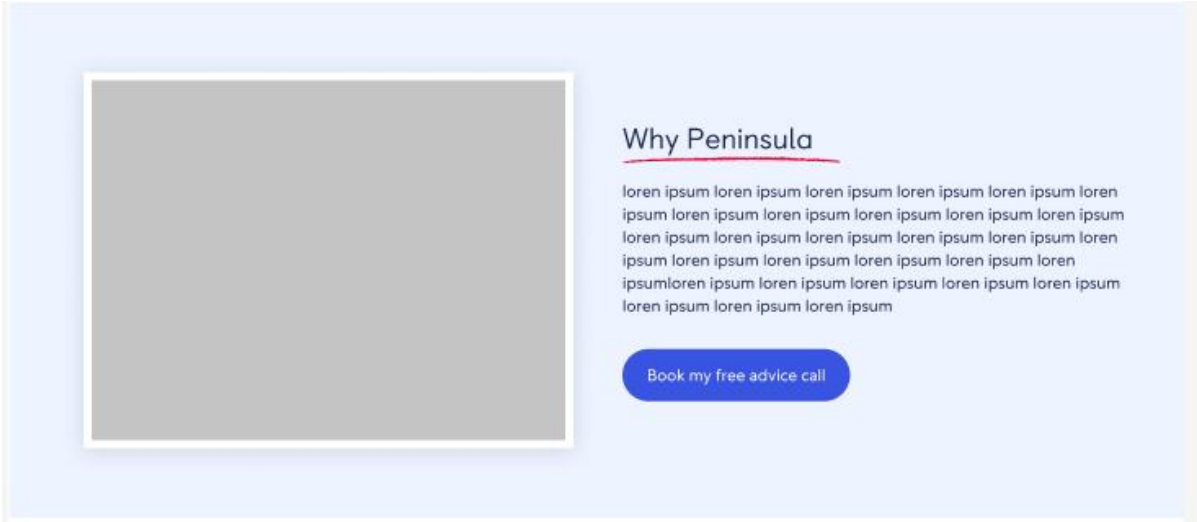 Why Peninsula
loren ipsum loren ipsum loren ipsum loren ipsum loren ipsum loren
ipsum loren ipsum loren ipsum loren ipsum loren ipsum loren ipsum
loren ipsum loren ipsum loren ipsum loren ipsum loren ipsum loren
ipsum loren ipsum loren ipsum loren ipsum loren ipsum loren
ipsumloren ipsum loren ipsum loren ipsum loren ipsum loren ipsum
loren ipsum loren ipsum loren ipsum
Book my free advice call